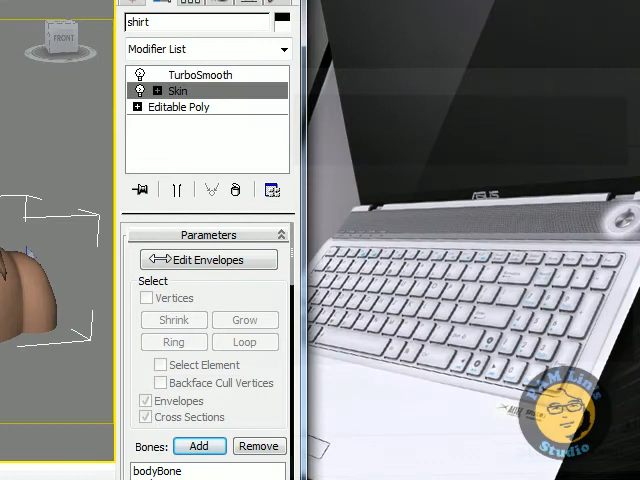 FRONT
shirt
Modifier List
TurboSmooth
Skin
Editable Poly
Parameters
Edit Envelopes
Select
Vertices
Shrink Grow
Ring Loop
Select Element
Backface Cull Vertices
Envelopes
Cross Sections
Bones: Add Remove
bodyBone
ASUS
Studio